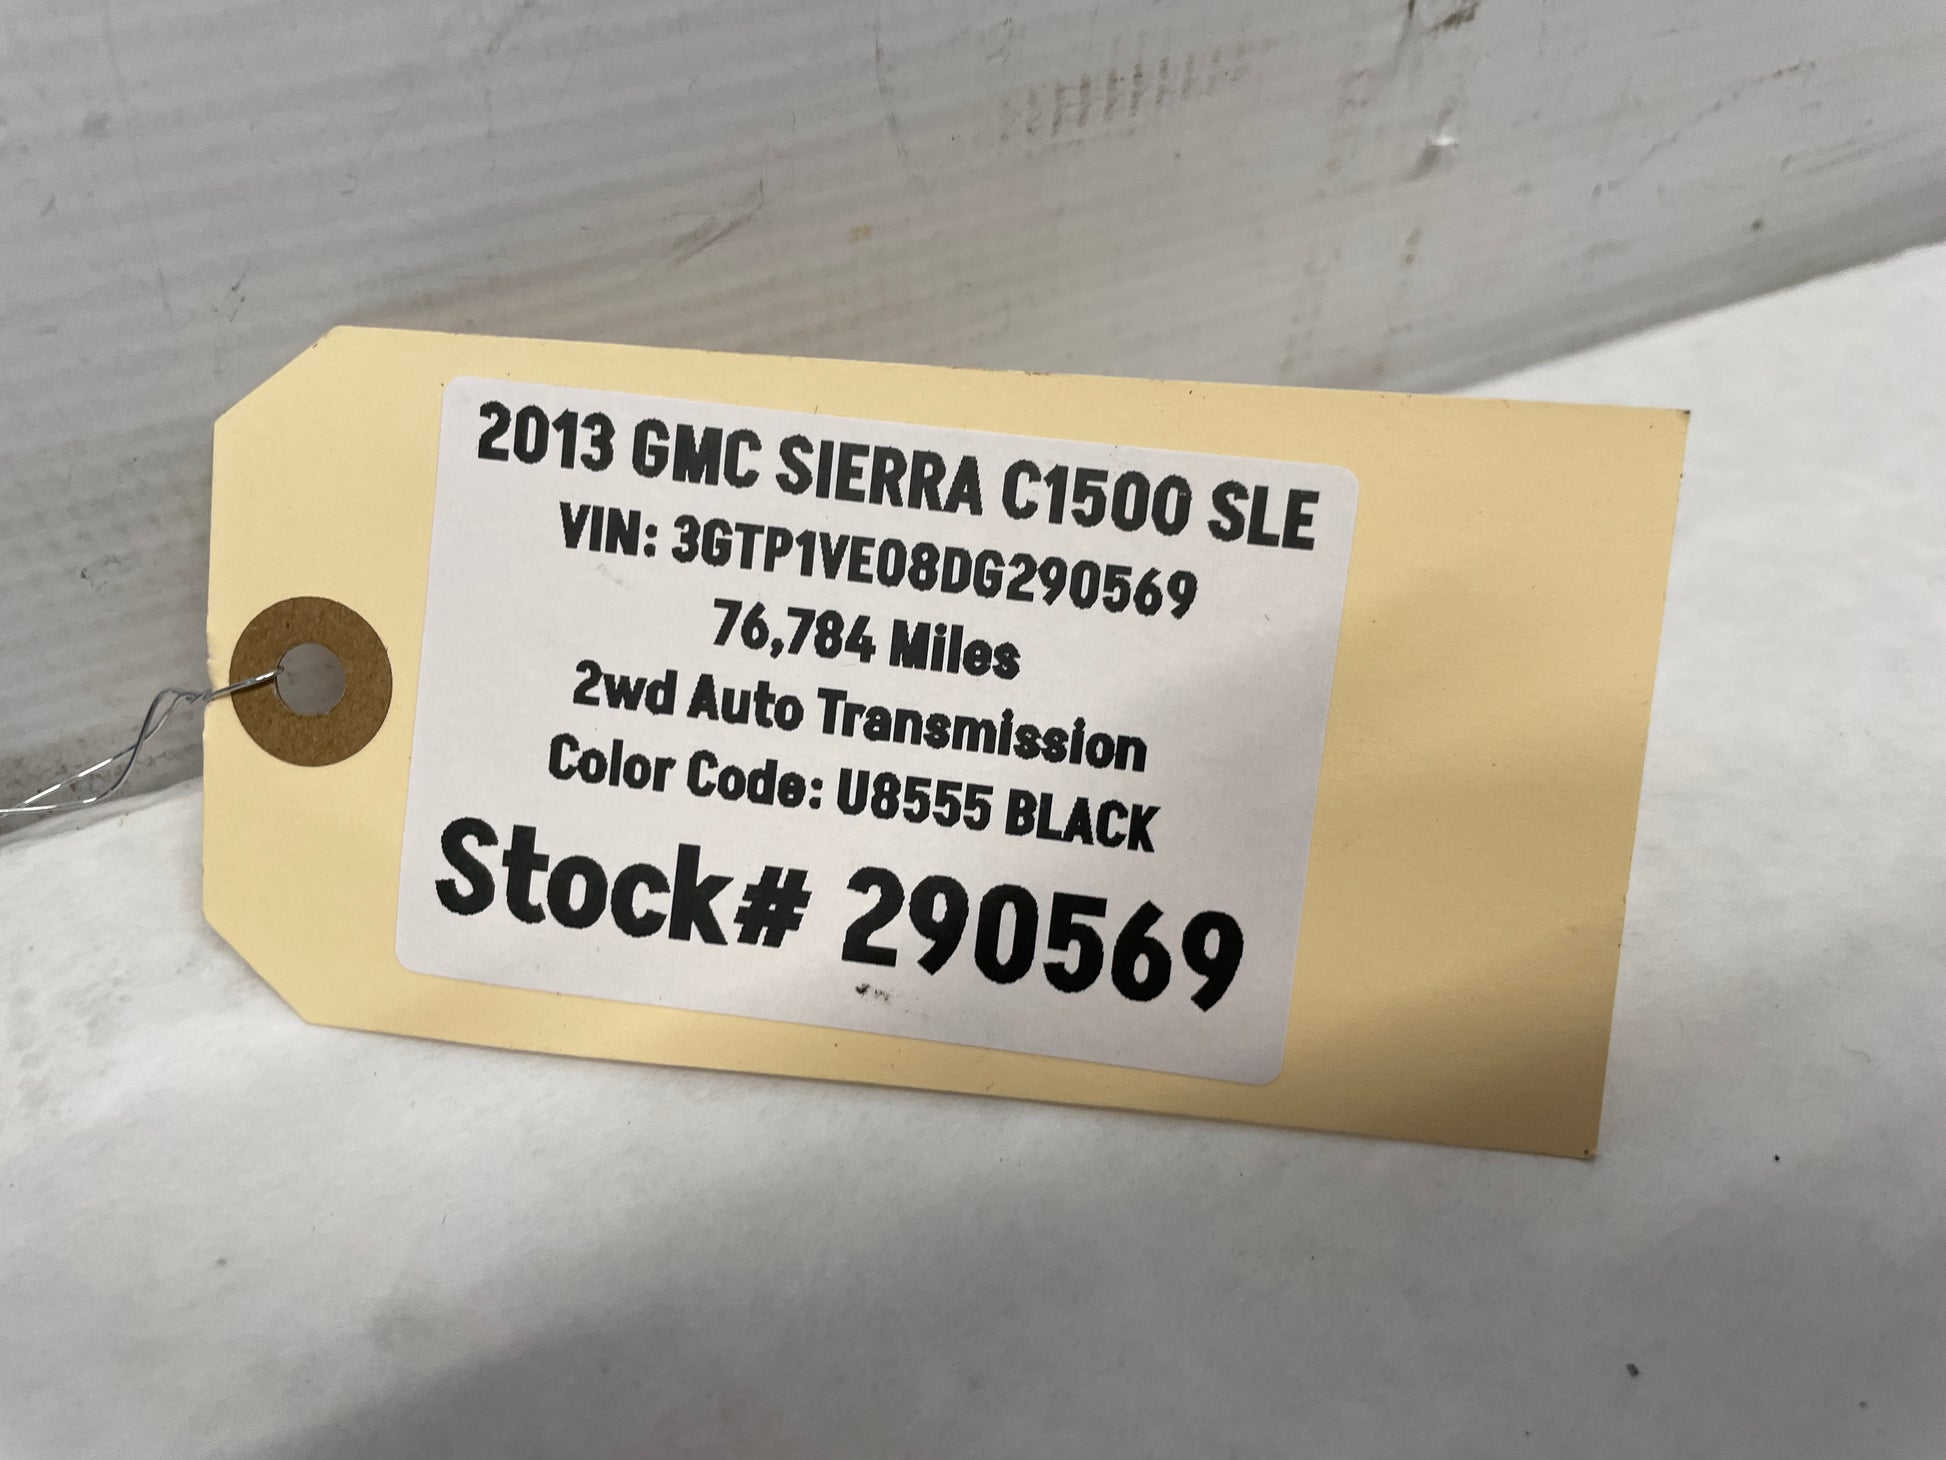 2013 GMC SIERRA C1500 SLE
VIN: 3GTP1VE08DG290569
76,784 Miles
2wd Auto Transmission
Color Code: U8555 BLACK
Stock# 290569